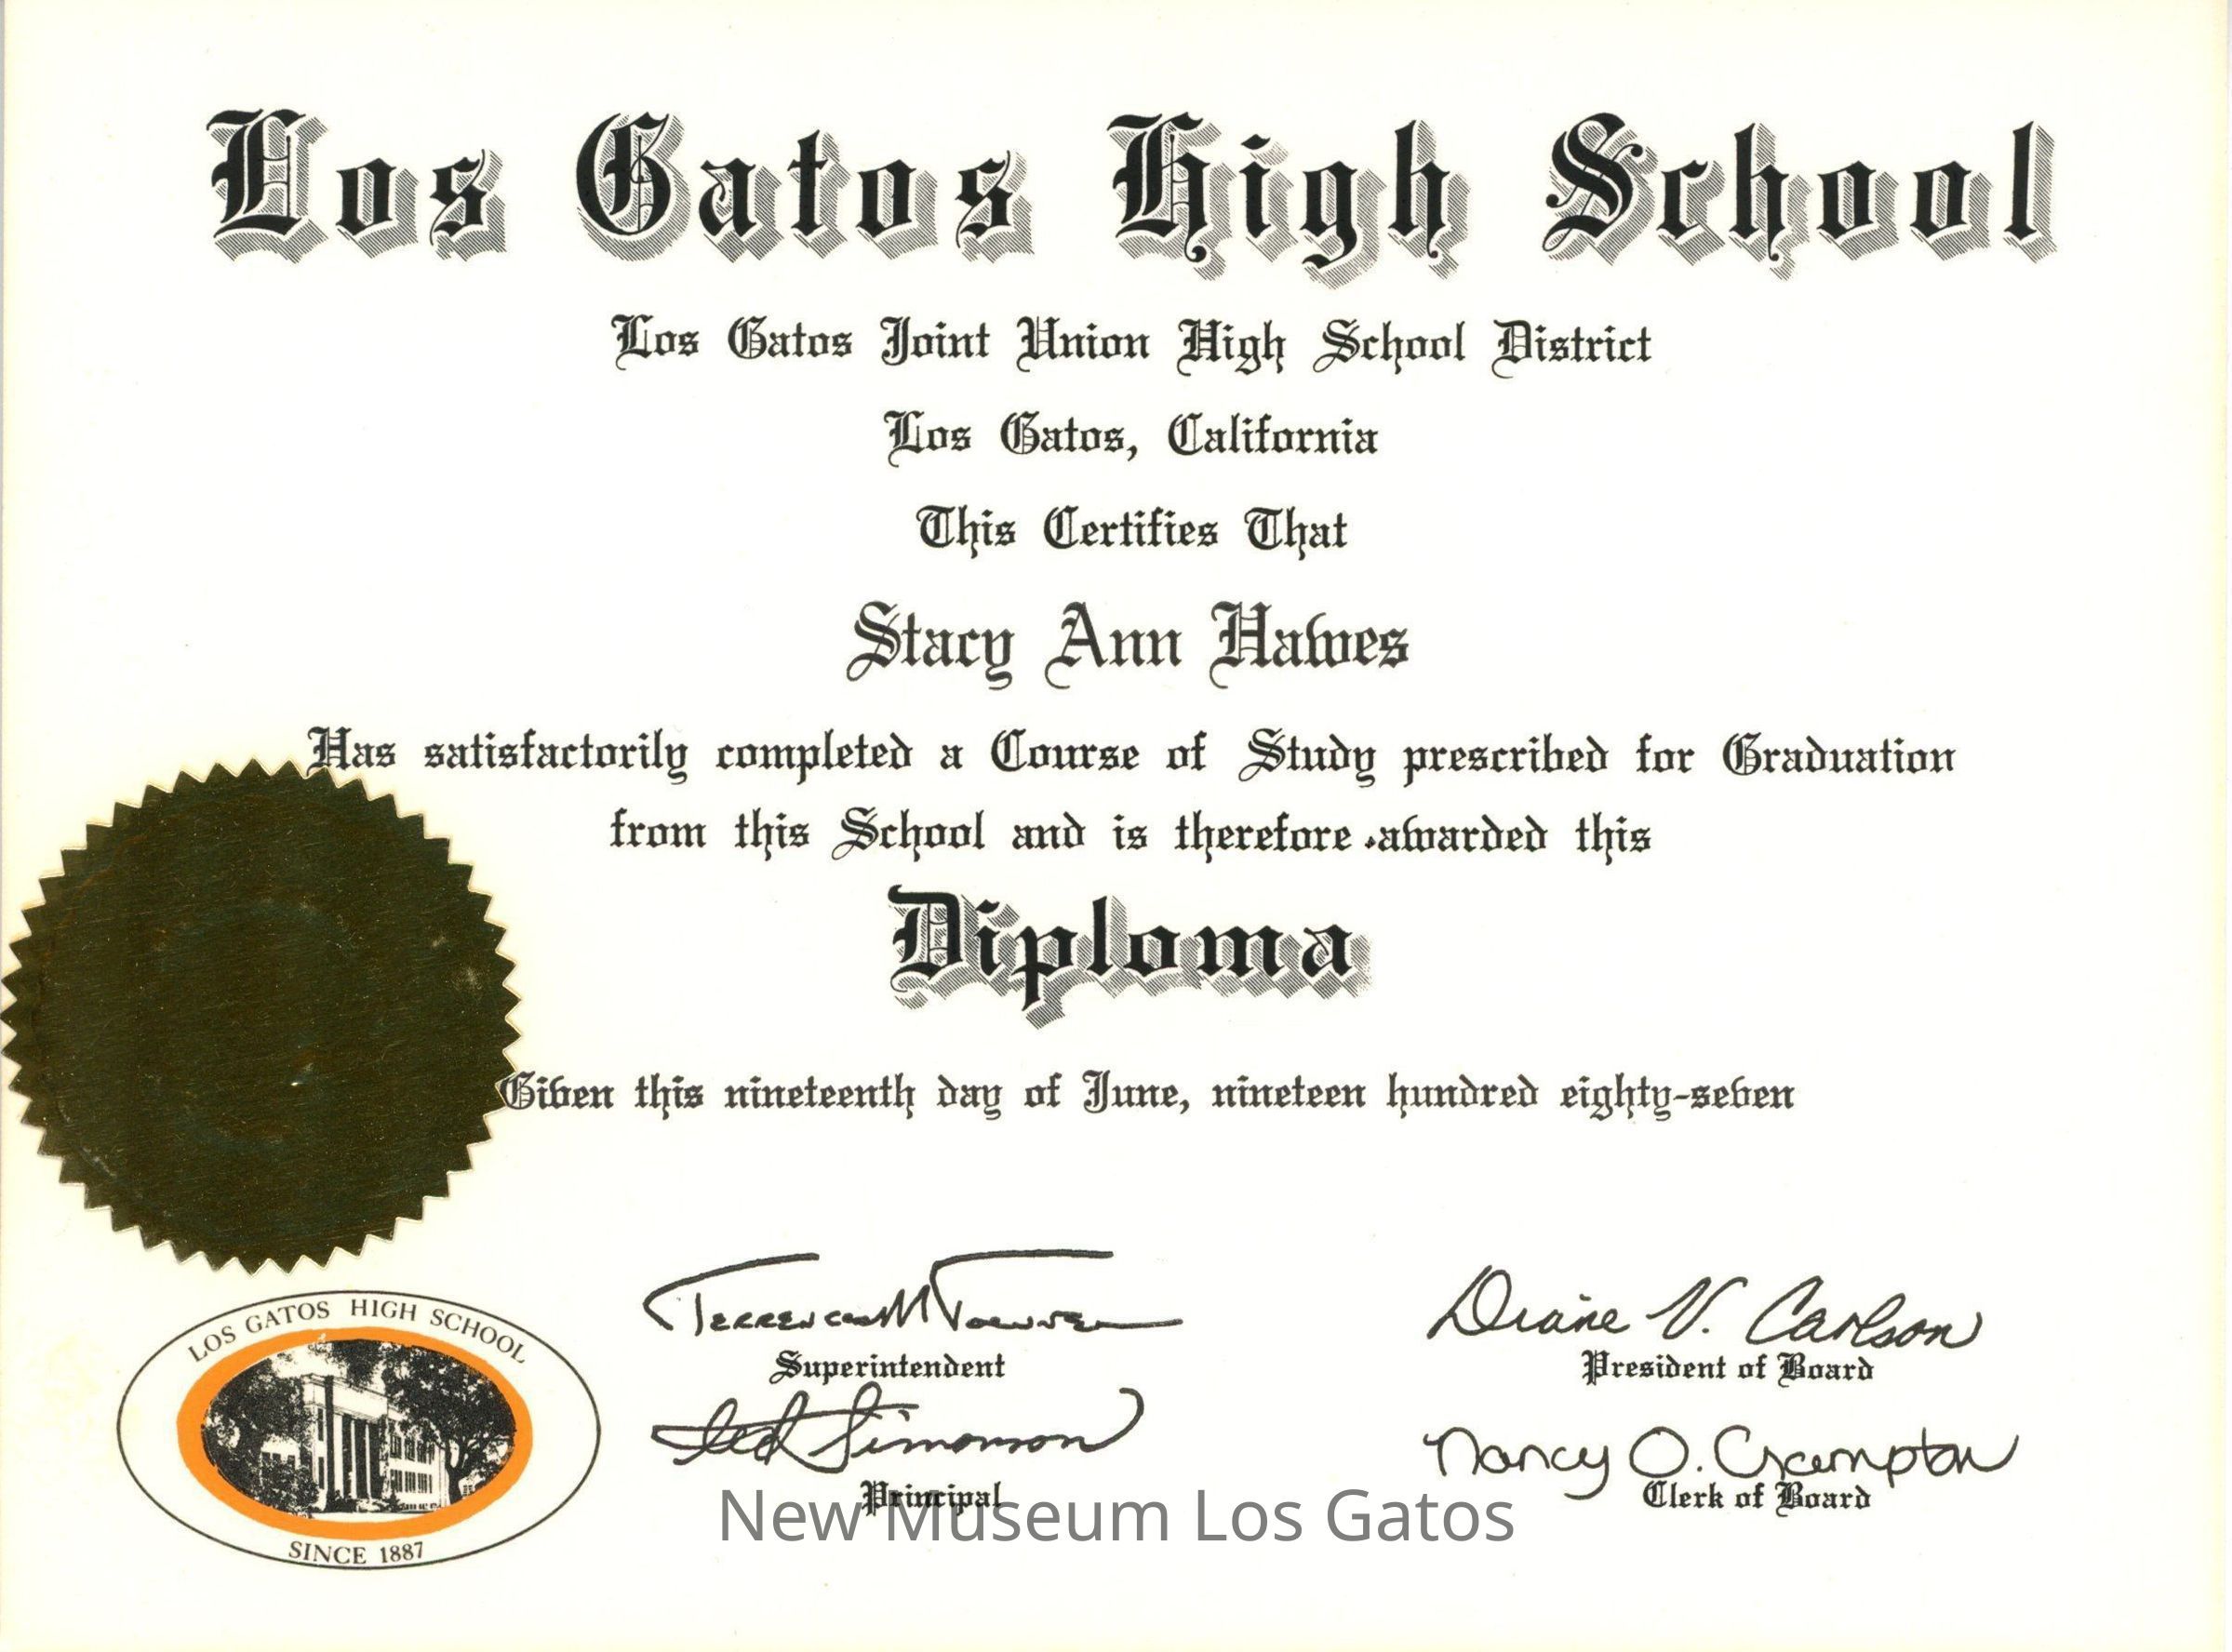 Los Gatos High School
Los Gatos Joint Union High School District
Los Gatos, California
This Certifies That
Stacy Ann Hawes
Has satisfactorily completed a Course of Study prescribed for Graduation
from this School and is therefore awarded this
Diploma
Given this nineteenth day of June, nineteen hundred eighty-seven
Diane V. Carlson
Superintendent
President of Board
Ted Simonson
Nancy O. Crampton
Principal
Clerk of Board
LOS GATOS HIGH SCHOOL
SINCE 1887
New Museum Los Gatos